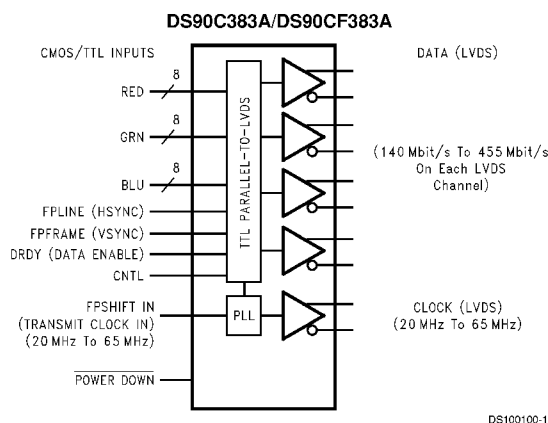 DS90C383A/DS90CF383A
CMOS/TTL INPUTS
DATA (LVDS)
RED
8
GRN
8
BLU
8
FPLINE (HSYNC)
FPFRAME (VSYNC)
DRDY (DATA ENABLE)
CNTL
TTL PARALLEL-TO-LVDS
(140 Mbit/s To 455 Mbit/s
On Each LVDS
Channel)
FPSHIFT IN
(TRANSMIT CLOCK IN)
(20 MHz To 65 MHz)
PLL
CLOCK (LVDS)
(20 MHz To 65 MHz)
POWER DOWN
DS100100-1